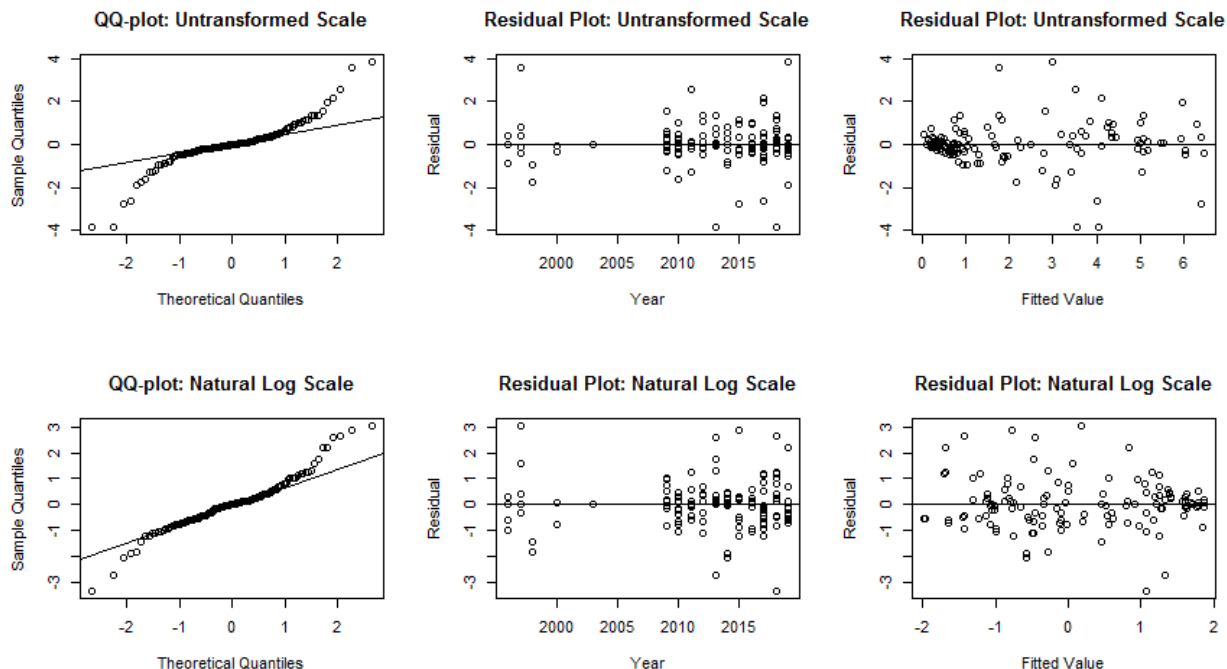 QQ-plot: Untransformed Scale
Sample Quantiles
4
2
0
-2
-4
-2 -1 0 1 2
Theoretical Quantiles
Residual Plot: Untransformed Scale
Residual
4
2
0
-2
-4
2000 2005 2010 2015
Year
Residual Plot: Untransformed Scale
Residual
4
2
0
-2
-4
0 1 2 3 4 5 6
Fitted Value
QQ-plot: Natural Log Scale
Sample Quantiles
3
2
1
0
-1
-3
-2 -1 0 1 2
Theoretical Quantiles
Residual Plot: Natural Log Scale
Residual
3
2
1
0
-1
-3
2000 2005 2010 2015
Year
Residual Plot: Natural Log Scale
Residual
3
2
1
0
-1
-3
-2 -1 0 1 2
Fitted Value